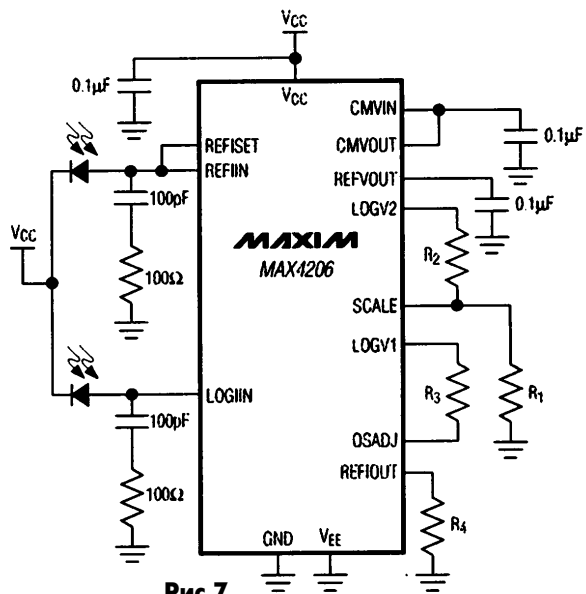 VCC
0.1µF
VCC
CMVIN
0.1µF
CMVOUT
REFISET
REFIIN
REFVOUT
100pF
0.1µF
LOGV2
VCC
MAXIM
MAX4206
R2
100Ω
SCALE
LOGV1
LOGIIN
R3
R1
100pF
OSADJ
100Ω
REFIOUT
R4
GND
VEE
Рис.7